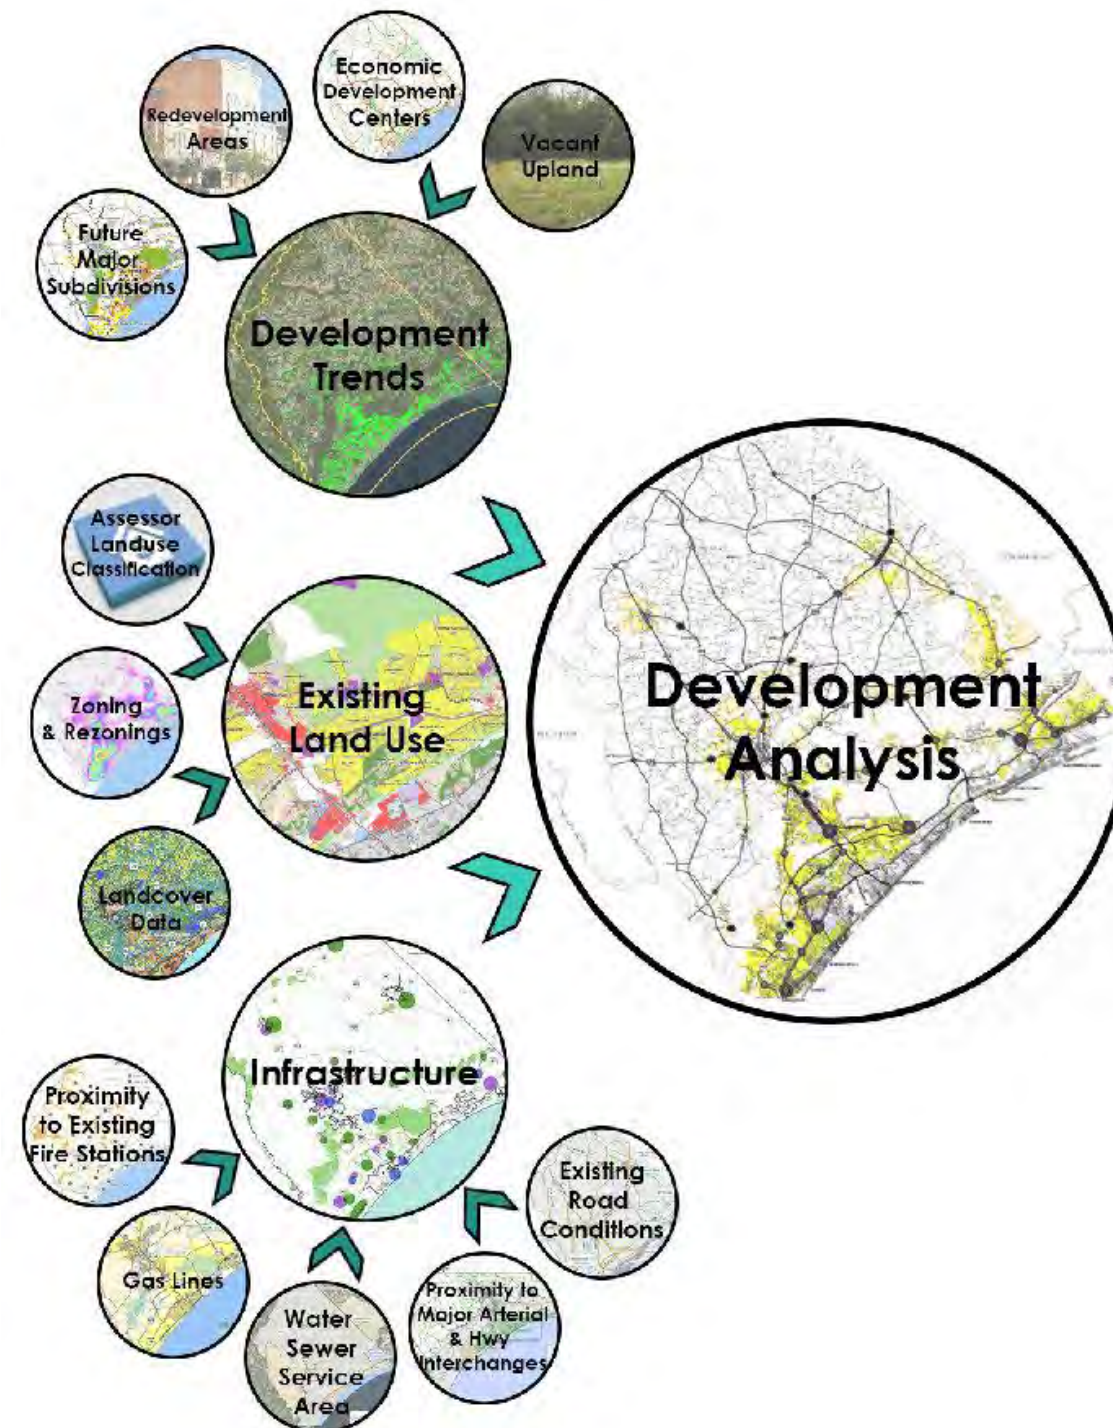 Economic
Development
Centers
Redevelopment
Areas
Vacant
Upland
Future
Major
Subdivisions
Development
Trends
Assessor
Landuse
Classification
Zoning
& Rezonings
Landcover
Data
Existing
Land Use
Development
Analysis
Infrastructure
Proximity
to Existing
Fire Stations
Gas Lines
Water
Sewer
Service
Area
Proximity to
Major Arterial
& Hwy
Interchanges
Existing
Road
Conditions